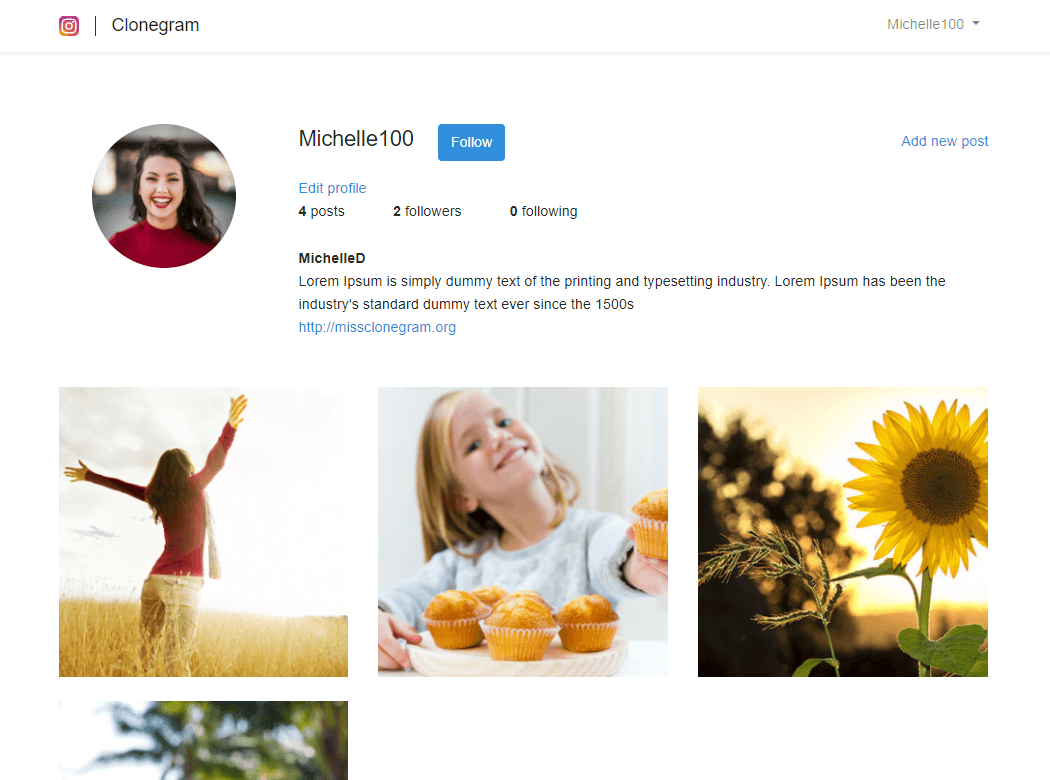 Clonegram
Michelle100
Michelle100
Follow
Add new post
Edit profile
4 posts 2 followers 0 following
MichelleD
Lorem Ipsum is simply dummy text of the printing and typesetting industry. Lorem Ipsum has been the
industry's standard dummy text ever since the 1500s
http://missclonegram.org